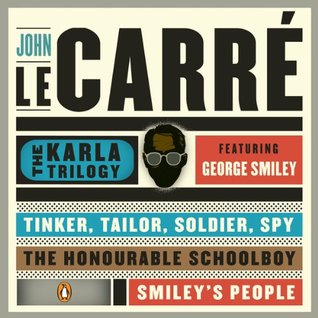 JOHN
LE CARRÉ
THE
KARLA
TRILOGY
FEATURING
GEORGE SMILEY
TINKER, TAILOR, SOLDIER, SPY
THE HONOURABLE SCHOOLBOY
SMILEY'S PEOPLE